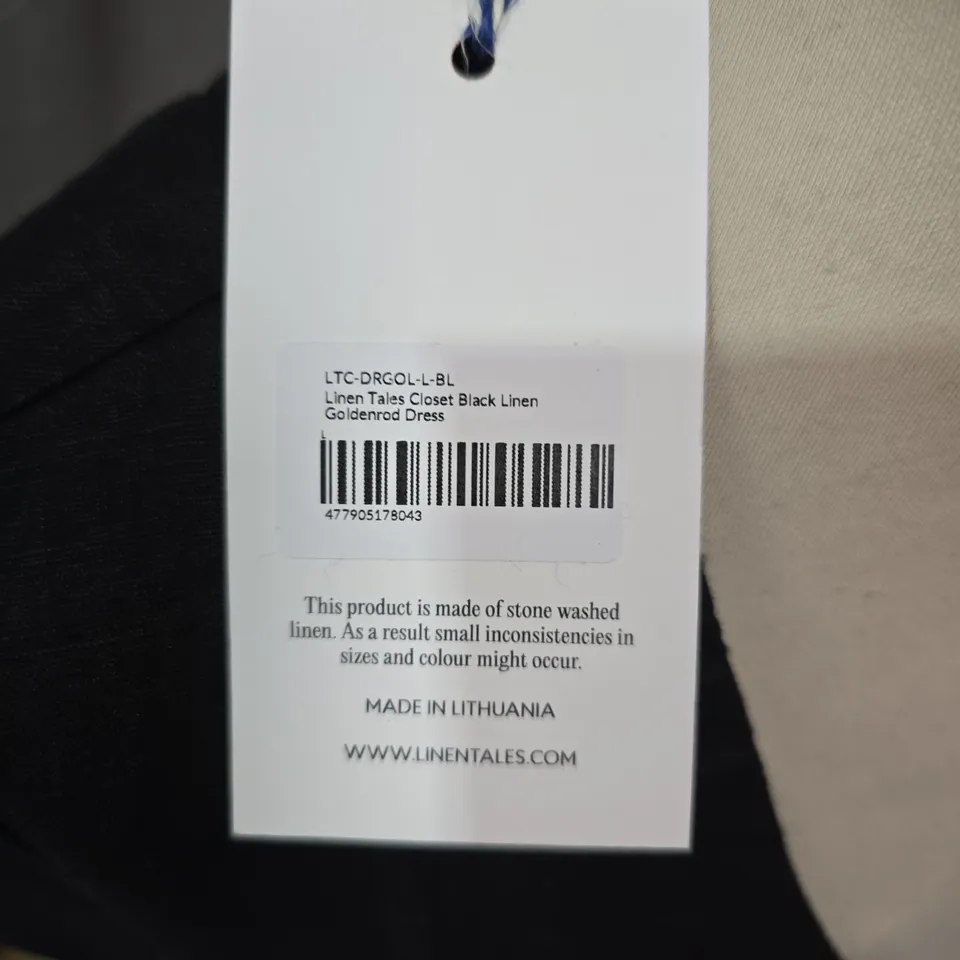 LTC-DRGOL-L-BL
Linen Tales Closet Black Linen
Goldenrod Dress
L
477905178043
This product is made of stone washed
linen. As a result small inconsistencies in
sizes and colour might occur.
MADE IN LITHUANIA
WWW.LINENTALES.COM